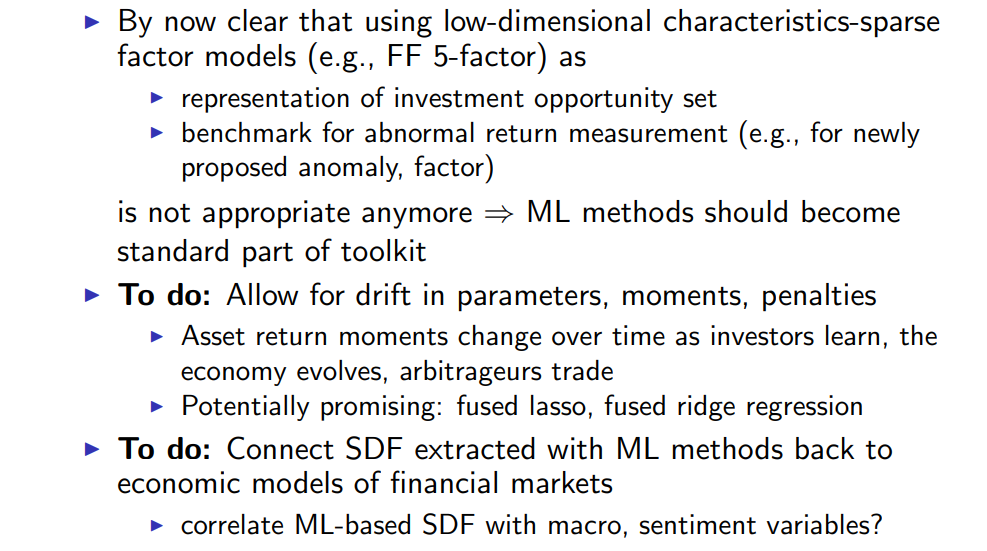 ▶ By now clear that using low-dimensional characteristics-sparse
factor models (e.g., FF 5-factor) as
▶ representation of investment opportunity set
▶ benchmark for abnormal return measurement (e.g., for newly
proposed anomaly, factor)
is not appropriate anymore ⇒ ML methods should become
standard part of toolkit
▶ To do: Allow for drift in parameters, moments, penalties
▶ Asset return moments change over time as investors learn, the
economy evolves, arbitrageurs trade
▶ Potentially promising: fused lasso, fused ridge regression
▶ To do: Connect SDF extracted with ML methods back to
economic models of financial markets
▶ correlate ML-based SDF with macro, sentiment variables?